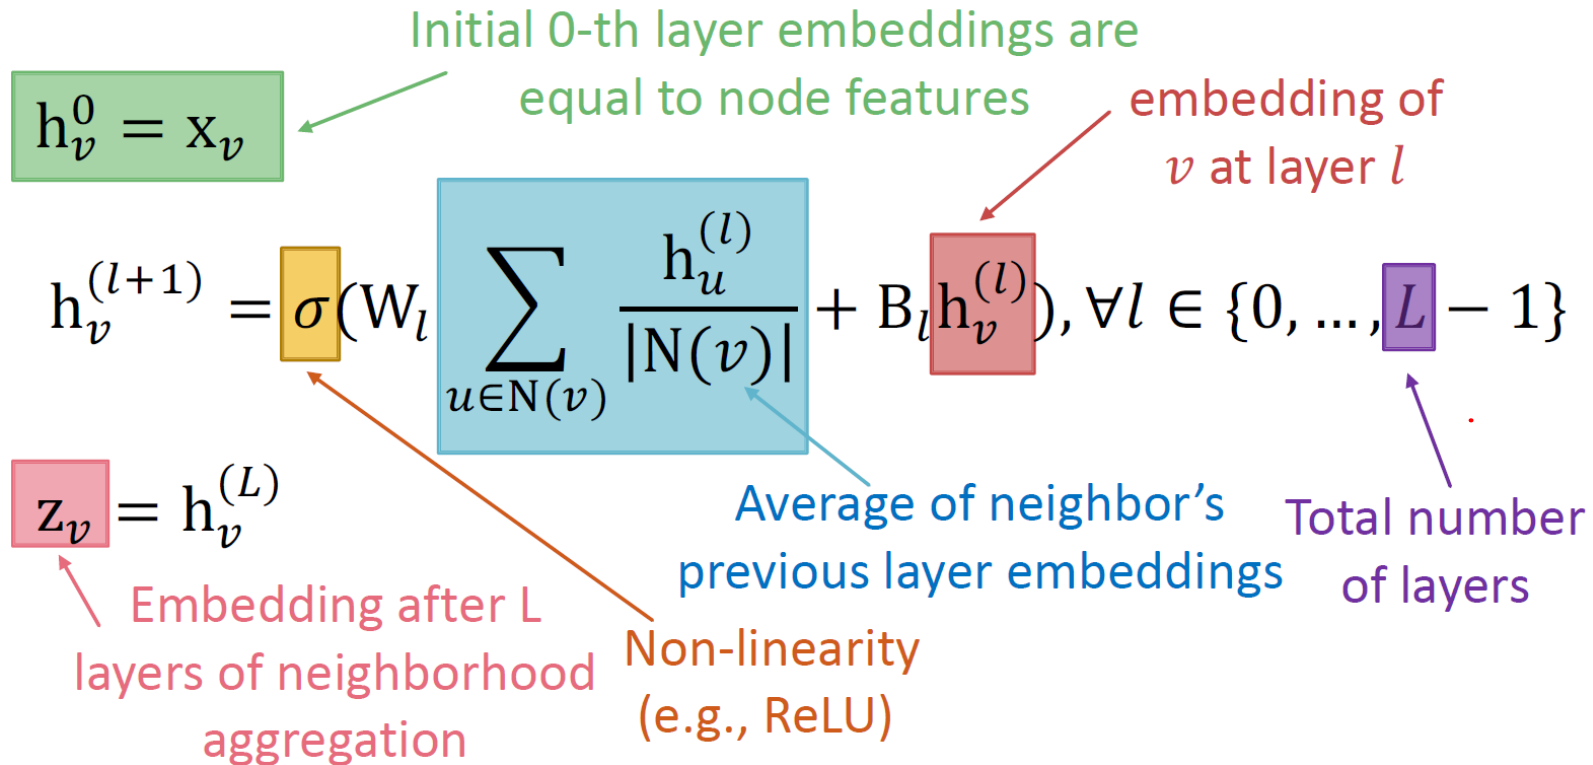 Initial 0-th layer embeddings are
equal to node features
h_v^0 = x_v
embedding of
v at layer l
h_v^{(l+1)} = σ(W_l ∑_{u∈N(v)} h_u^{(l)} / |N(v)| + B_l h_v^{(l)}), ∀l ∈ {0, …, L − 1}
z_v = h_v^{(L)}
Average of neighbor’s
previous layer embeddings
Total number
of layers
Embedding after L
layers of neighborhood
aggregation
Non-linearity
(e.g., ReLU)